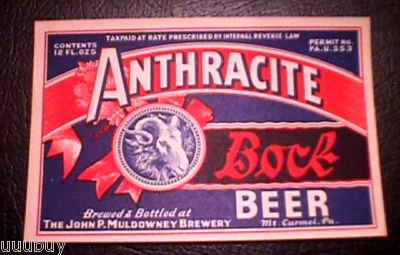 TAXPAID AT RATE PRESCRIBED BY INTERNAL REVENUE LAW
CONTENTS
12 FL. OZS
PERMIT NO.
PA. U. 353
ANTHRACITE
Bock
BEER
Brewed & Bottled at
THE JOHN P. MULDOWNEY BREWERY
Mt. Carmel, Pa.
uuubuy